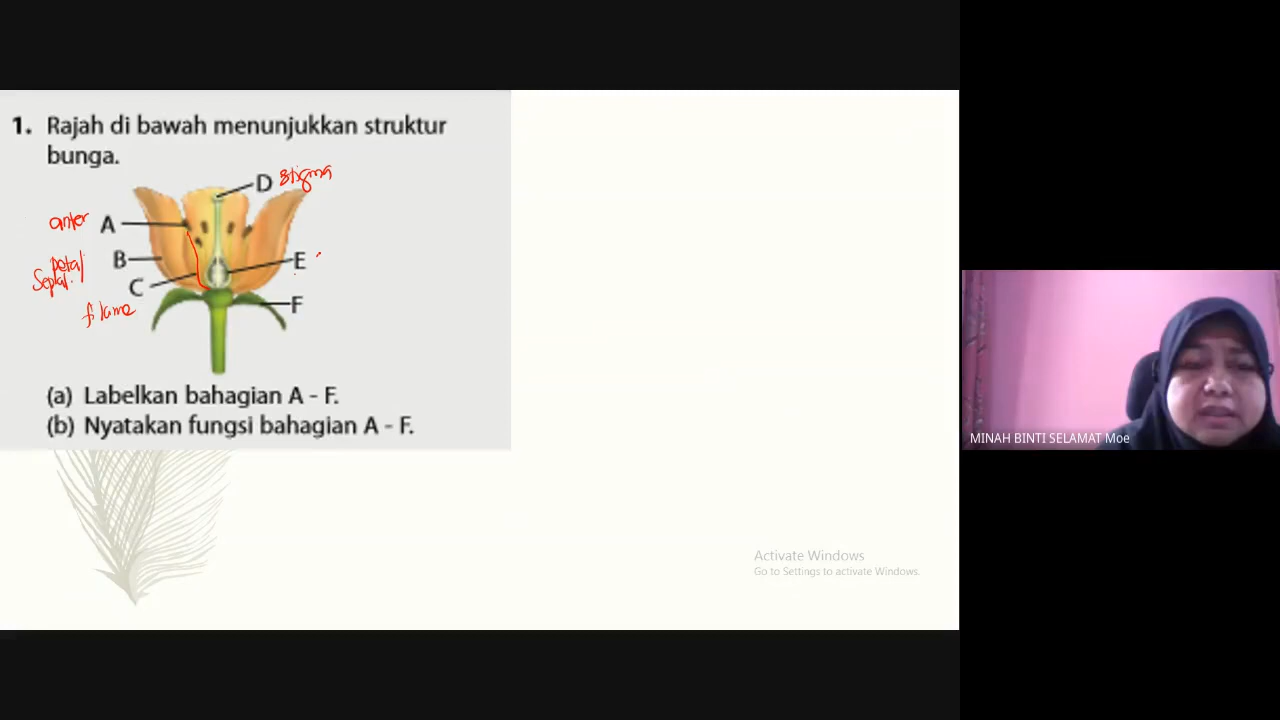 1. Rajah di bawah menunjukkan struktur
bunga.
D stigma
anter A
B petal
Sepal.
E
C
filame
F
(a) Labelkan bahagian A - F.
(b) Nyatakan fungsi bahagian A - F.
MINAH BINTI SELAMAT Moe
Activate Windows
Go to Settings to activate Windows.